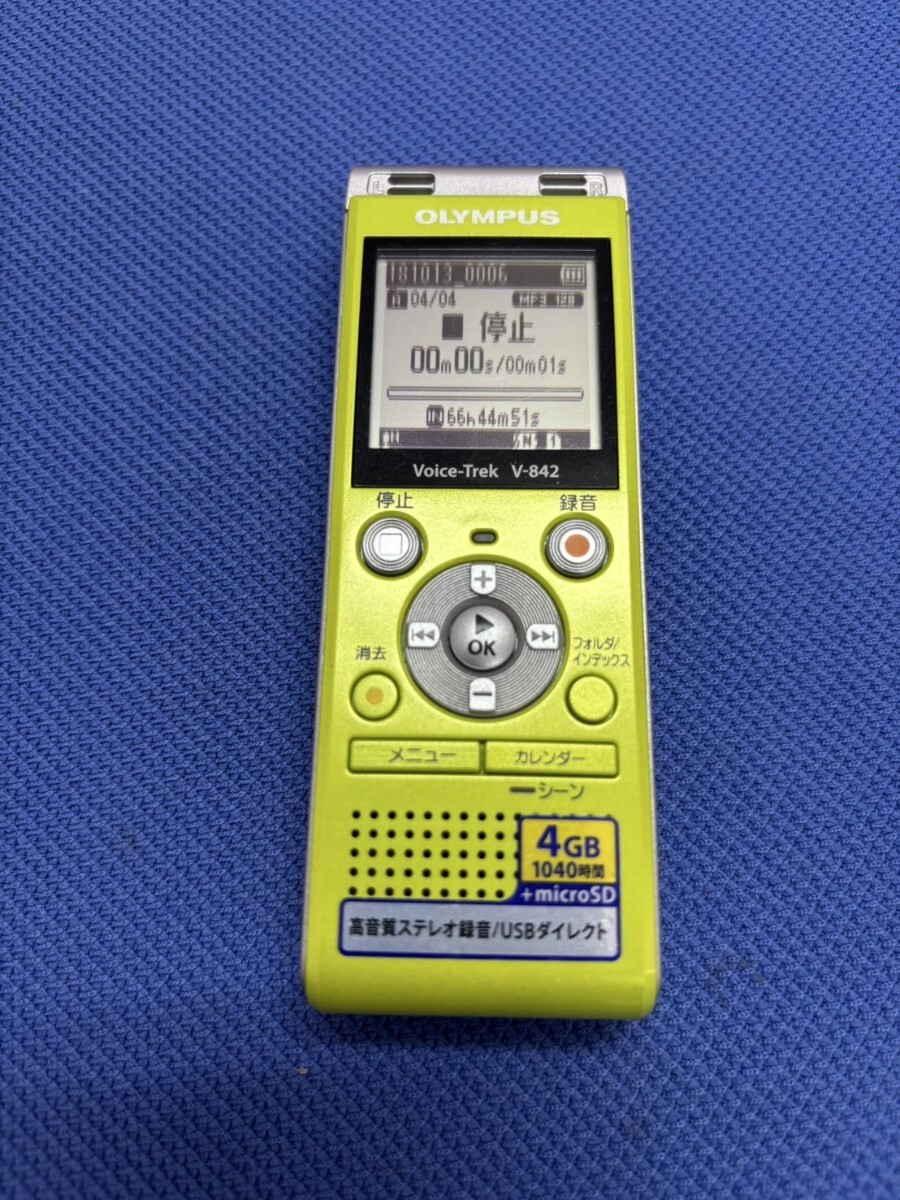 L R
OLYMPUS
181013_0006
A 04/04 MP3 128
停止
00m00s/00m01s
IN 66h44m51s
1
Voice-Trek V-842
停止 録音
+
OK
消去 フォルダ/
インデックス
−
メニュー カレンダー
シーン
4GB
1040時間
+microSD
高音質ステレオ録音/USBダイレクト